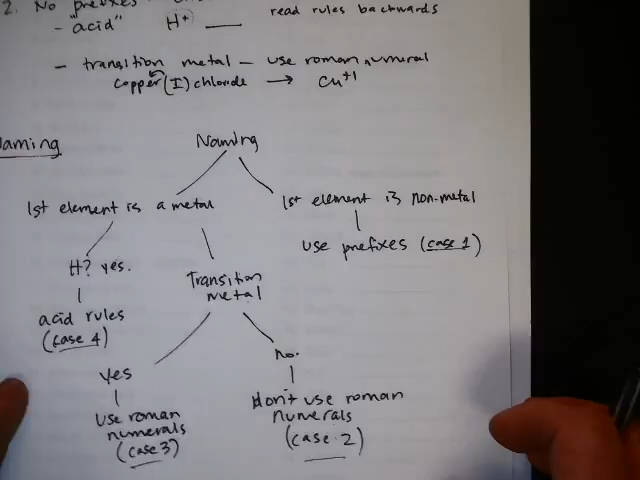 2. No prefixes
- "acid" H+ read rules backwards
- transition metal - use roman numeral
copper(I) chloride → Cu+1
Naming
Naming
1st element is a metal
1st element is non-metal
use prefixes (case 1)
H? yes.
Transition
metal
acid rules
(case 4)
yes
no.
use roman
numerals
(case 3)
don't use roman
numerals
(case 2)